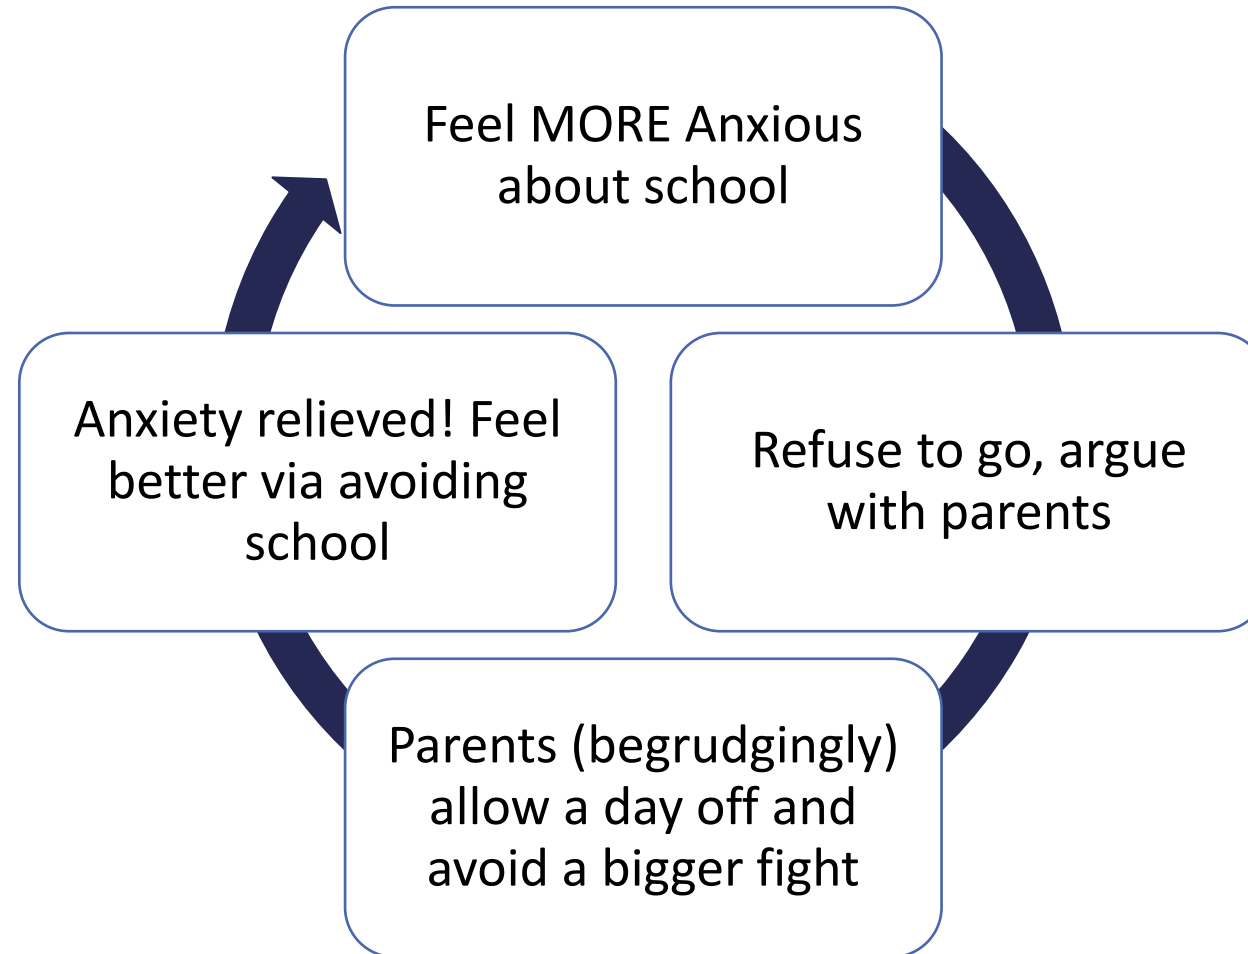 Feel MORE Anxious
about school
Refuse to go, argue
with parents
Parents (begrudgingly)
allow a day off and
avoid a bigger fight
Anxiety relieved! Feel
better via avoiding
school